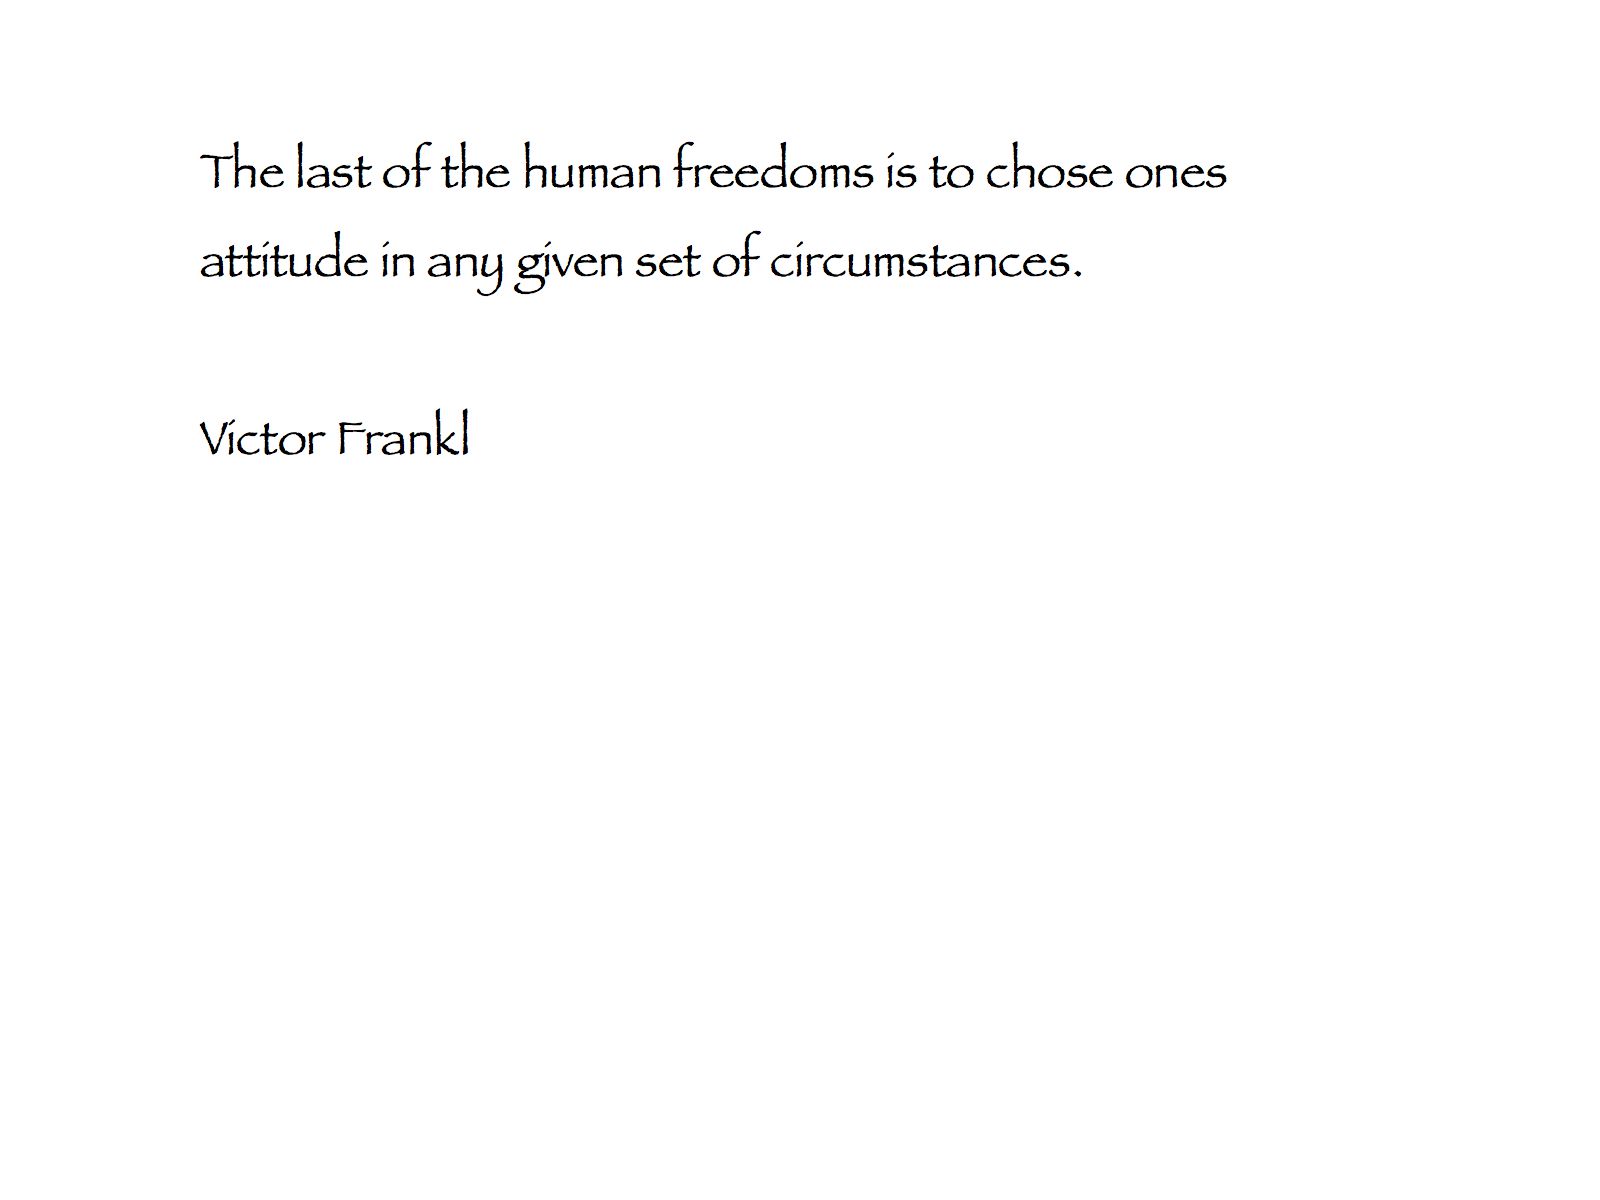 The last of the human freedoms is to chose ones
attitude in any given set of circumstances.
Victor Frankl